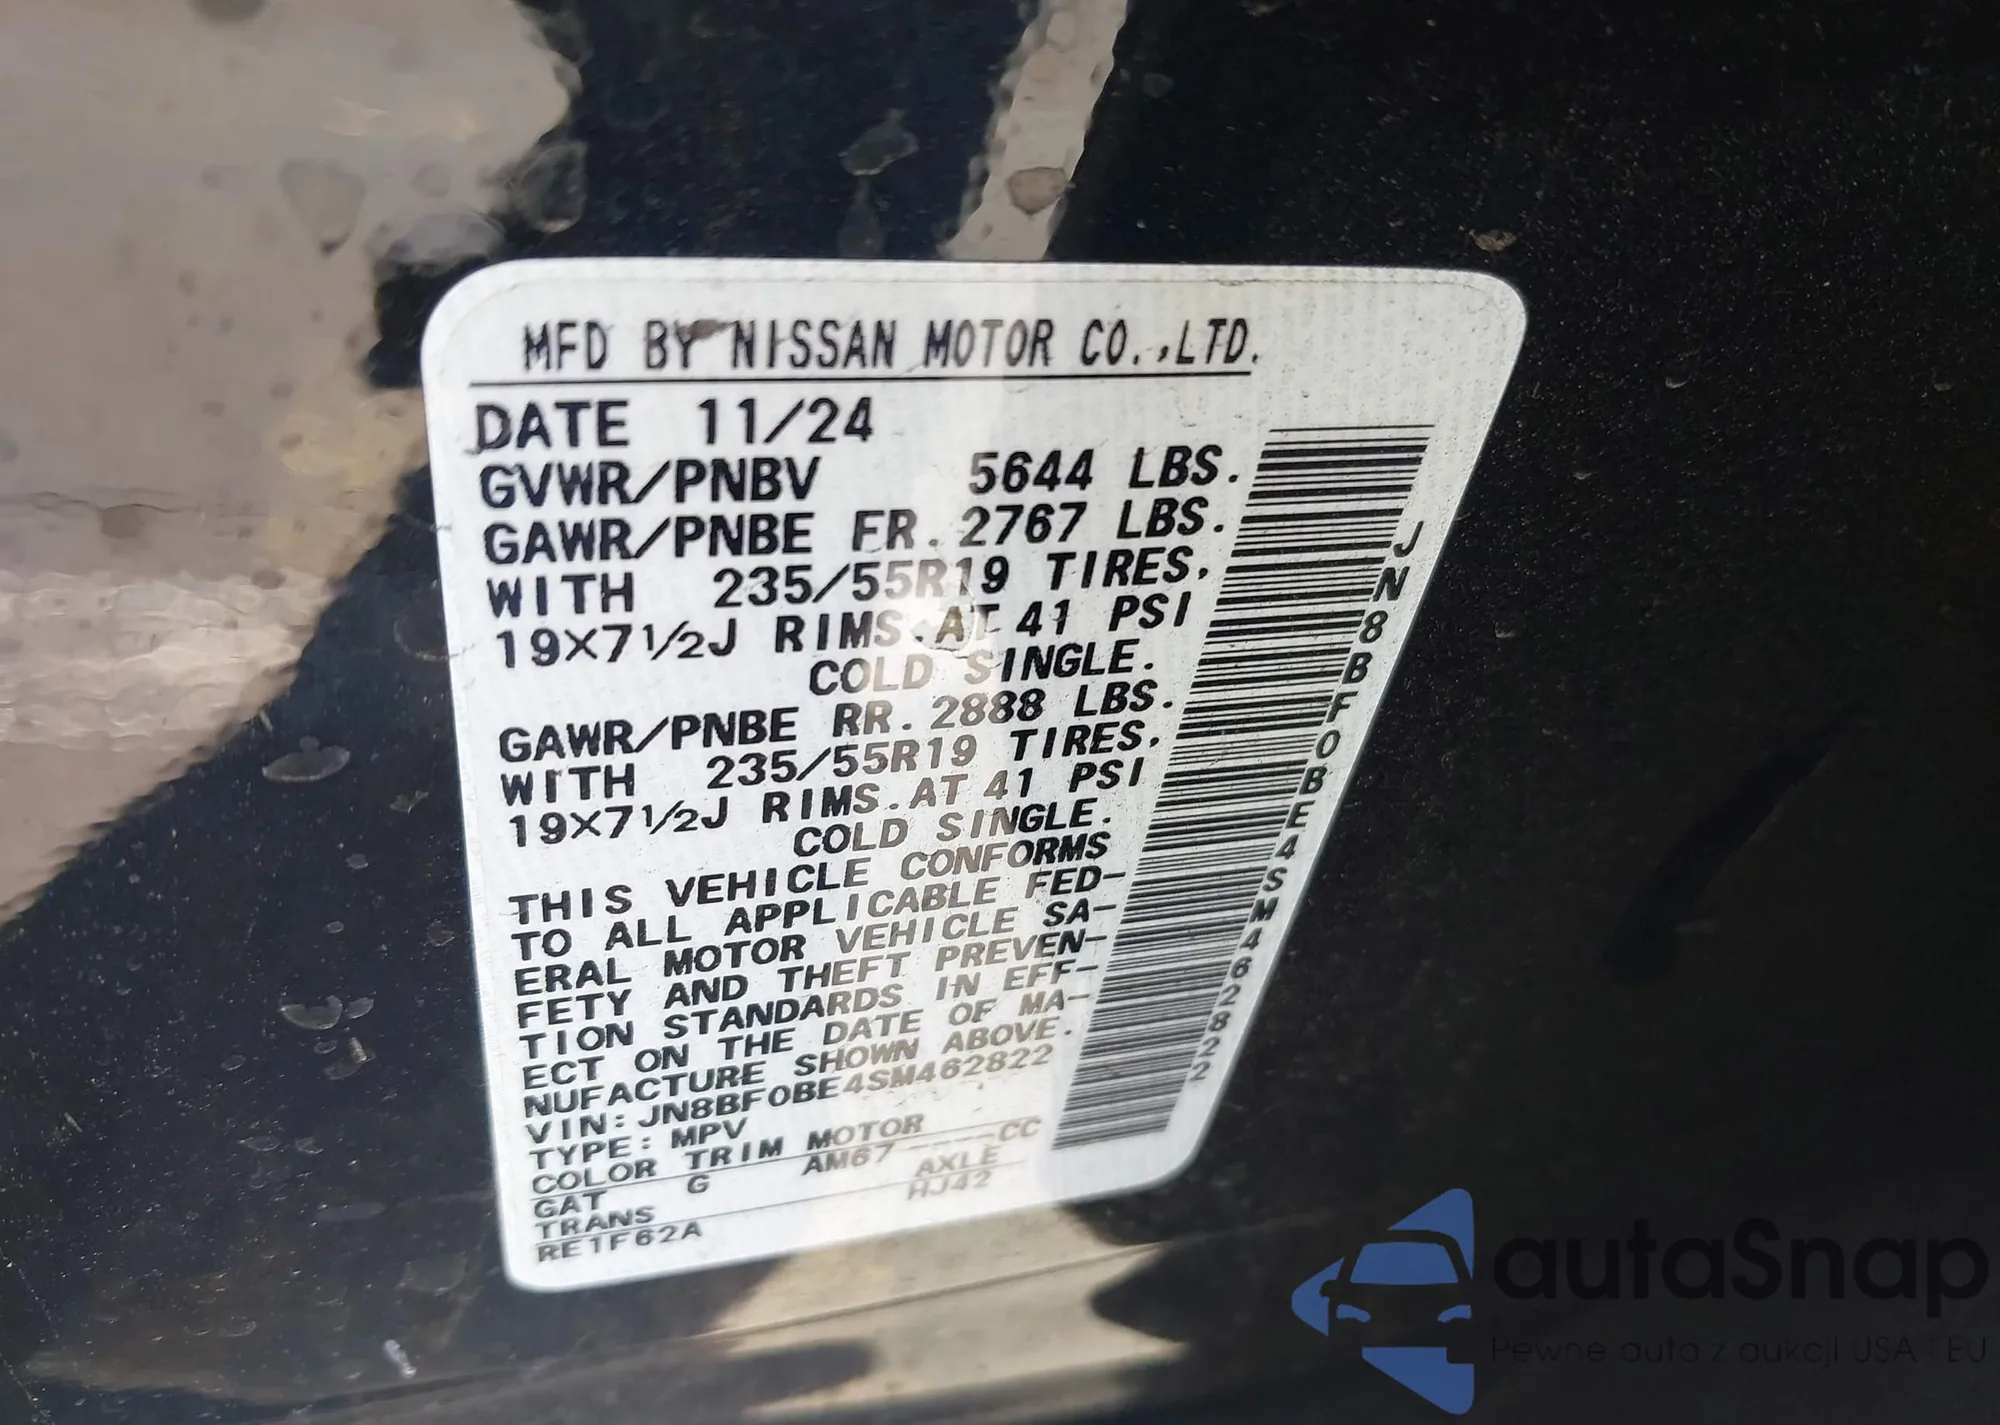 MFD BY NISSAN MOTOR CO.,LTD.
DATE 11/24
GVWR/PNBV 5644 LBS.
GAWR/PNBE FR. 2767 LBS.
WITH 235/55R19 TIRES,
19X7½J RIMS.AT 41 PSI
COLD SINGLE.
GAWR/PNBE RR. 2888 LBS.
WITH 235/55R19 TIRES,
19X7½J RIMS.AT 41 PSI
COLD SINGLE.
THIS VEHICLE CONFORMS
TO ALL APPLICABLE FED-
ERAL MOTOR VEHICLE SA-
FETY AND THEFT PREVEN-
TION STANDARDS IN EFF-
ECT ON THE DATE OF MA-
NUFACTURE SHOWN ABOVE.
VIN:JN8BF0BE4SM462822
TYPE: MPV
COLOR TRIM MOTOR
GAT G AM67----CC
TRANS AXLE
RE1F62A HJ42
JN8BF0BE4SM462822
autaSnap
Pewne auta z aukcji USA i EU